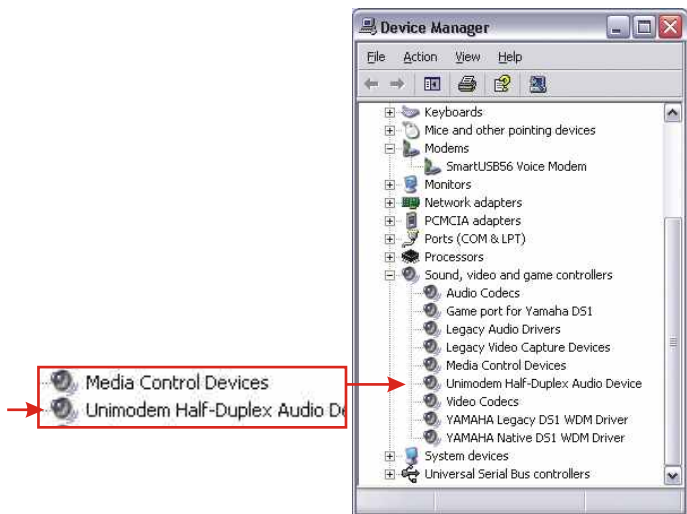 Device Manager
File Action View Help
Keyboards
Mice and other pointing devices
Modems
SmartUSB56 Voice Modem
Monitors
Network adapters
PCMCIA adapters
Ports (COM & LPT)
Processors
Sound, video and game controllers
Audio Codecs
Game port for Yamaha DS1
Legacy Audio Drivers
Legacy Video Capture Devices
Media Control Devices
Unimodem Half-Duplex Audio Device
Video Codecs
YAMAHA Legacy DS1 WDM Driver
YAMAHA Native DS1 WDM Driver
System devices
Universal Serial Bus controllers
Media Control Devices
Unimodem Half-Duplex Audio De